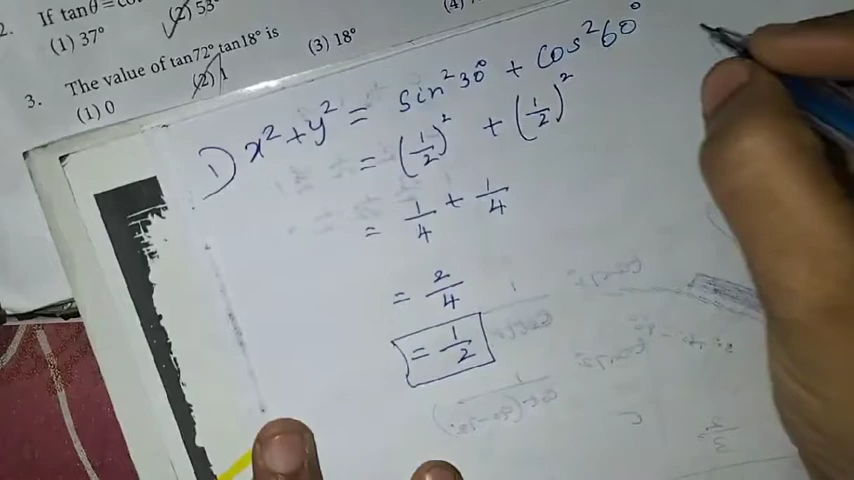 2. If tanθ = co
(1) 37° (2) 53°
(4)
3. The value of tan72° tan18° is
(1) 0 (2) 1 (3) 18°
1) x² + y² = sin²30° + cos²60°
= (1/2)² + (1/2)²
= 1/4 + 1/4
= 2/4
= 1/2